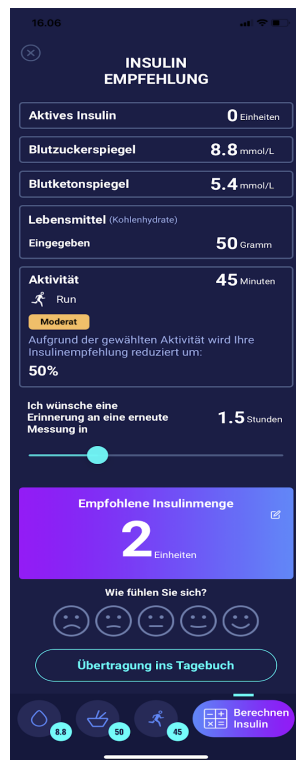 16.06
INSULIN
EMPFEHLUNG
Aktives Insulin 0 Einheiten
Blutzuckerspiegel 8.8 mmol/L
Blutketonspiegel 5.4 mmol/L
Lebensmittel (Kohlenhydrate)
Eingegeben 50 Gramm
Aktivität 45 Minuten
Run
Moderat
Aufgrund der gewählten Aktivität wird Ihre
Insulinempfehlung reduziert um:
50%
Ich wünsche eine
Erinnerung an eine erneute
Messung in
1.5 Stunden
Empfohlene Insulinmenge
2 Einheiten
Wie fühlen Sie sich?
Übertragung ins Tagebuch
8.8
50
45
Berechnen
Insulin